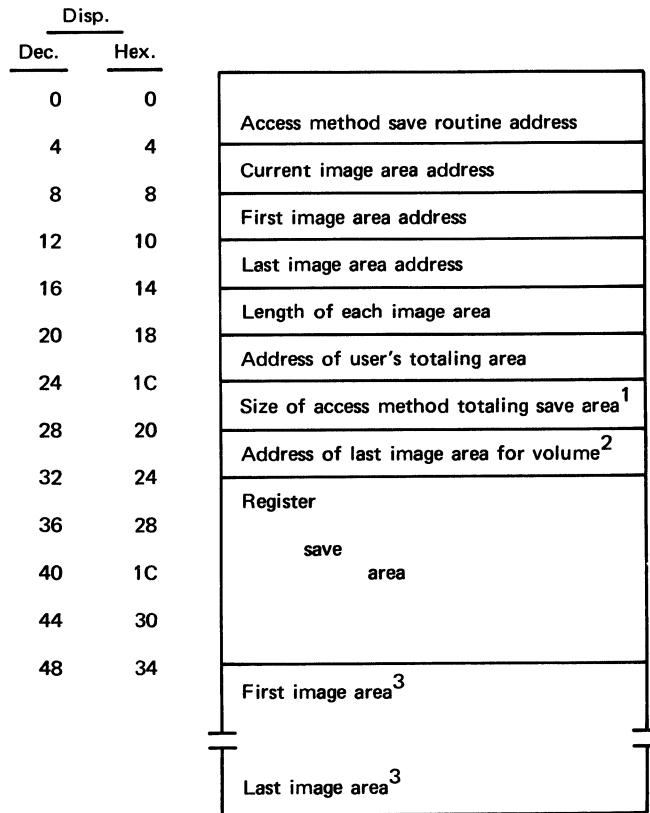 Disp.
Dec. Hex.
0 0
Access method save routine address
4 4
Current image area address
8 8
First image area address
12 10
Last image area address
16 14
Length of each image area
20 18
Address of user's totaling area
24 1C
Size of access method totaling save area1
28 20
Address of last image area for volume2
32 24
Register
36 28
save
40 1C
area
44 30
48 34
First image area3
Last image area3